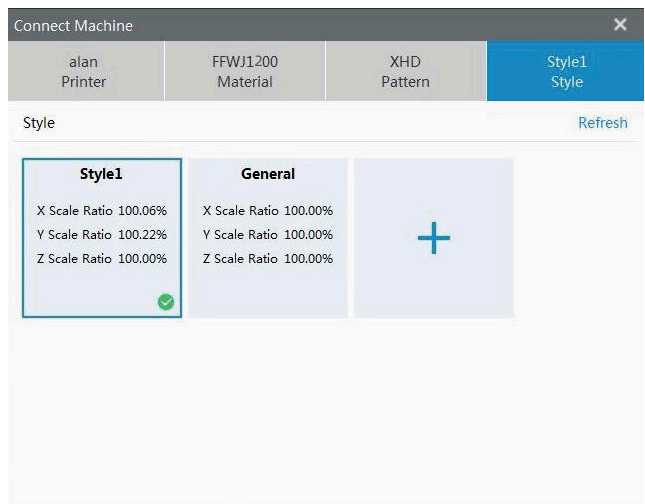 Connect Machine
alan
Printer
FFWJ1200
Material
XHD
Pattern
Style1
Style
Style
Refresh
Style1
X Scale Ratio 100.06%
Y Scale Ratio 100.22%
Z Scale Ratio 100.00%
General
X Scale Ratio 100.00%
Y Scale Ratio 100.00%
Z Scale Ratio 100.00%